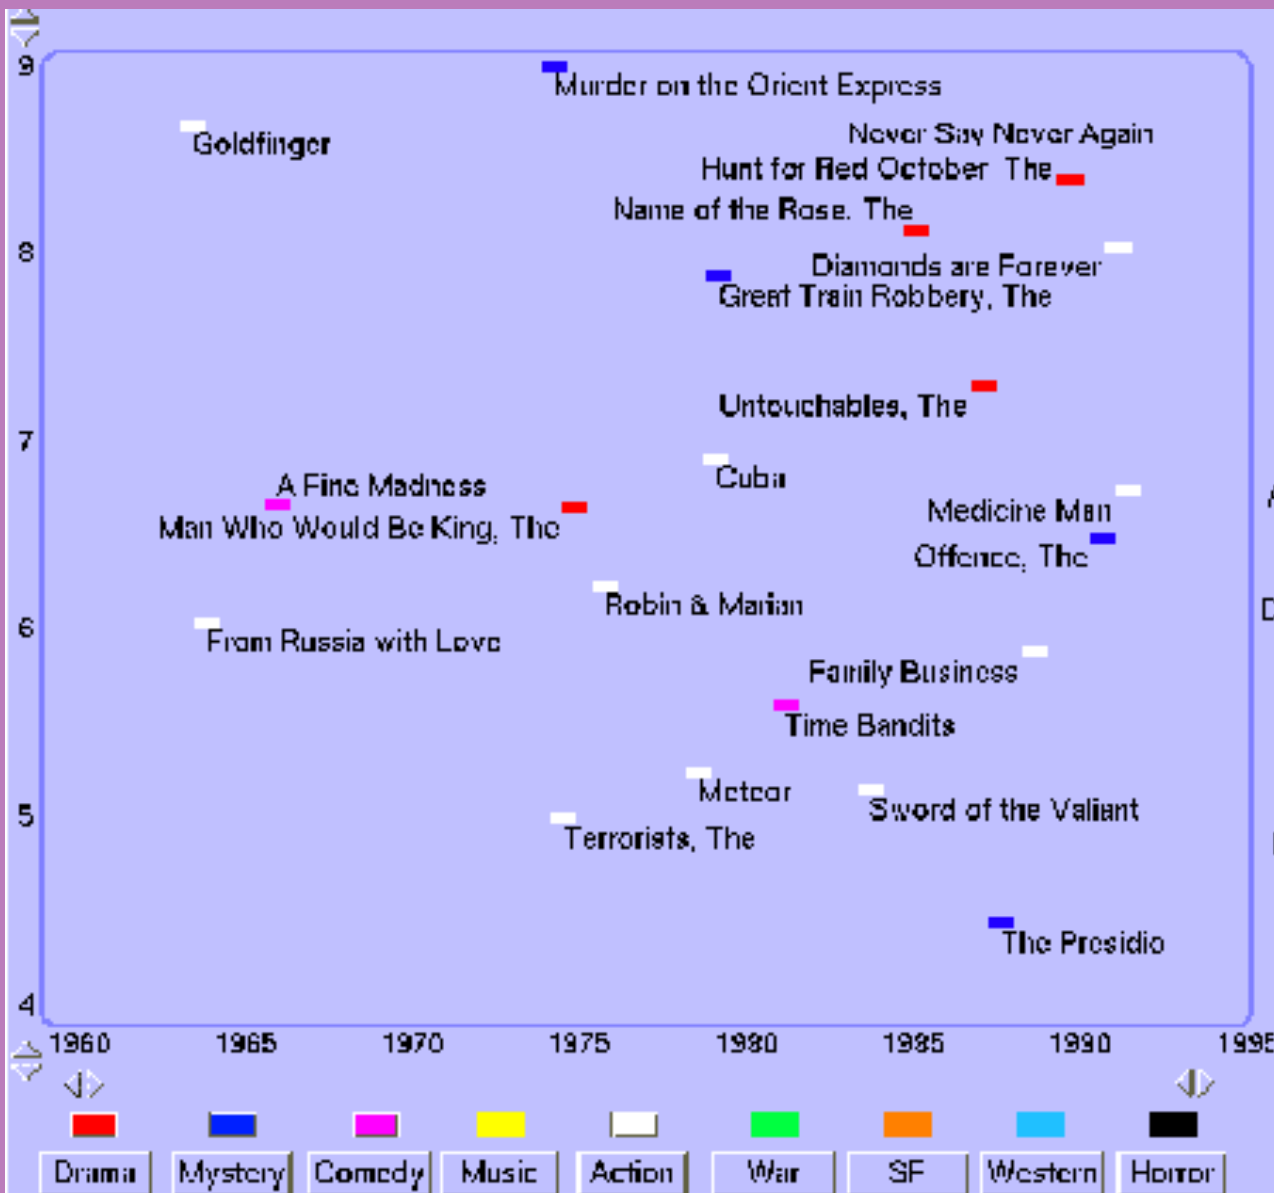 9
Murder on the Orient Express
Never Say Never Again
Goldfinger
Hunt for Red October The
Name of the Rose. The
8
Diamonds are Forever
Great Train Robbery, The
Untouchables, The
7
Cuba
A Fine Madness
Medicine Man
Man Who Would Be King, The
Offence, The
Robin & Marian
6
From Russia with Love
Family Business
Time Bandits
Meteor
5
Sword of the Valiant
Terrorists, The
The Presidio
4
1960 1965 1970 1975 1980 1985 1990 1995
Drama Mystery Comedy Music Action War SF Western Horror